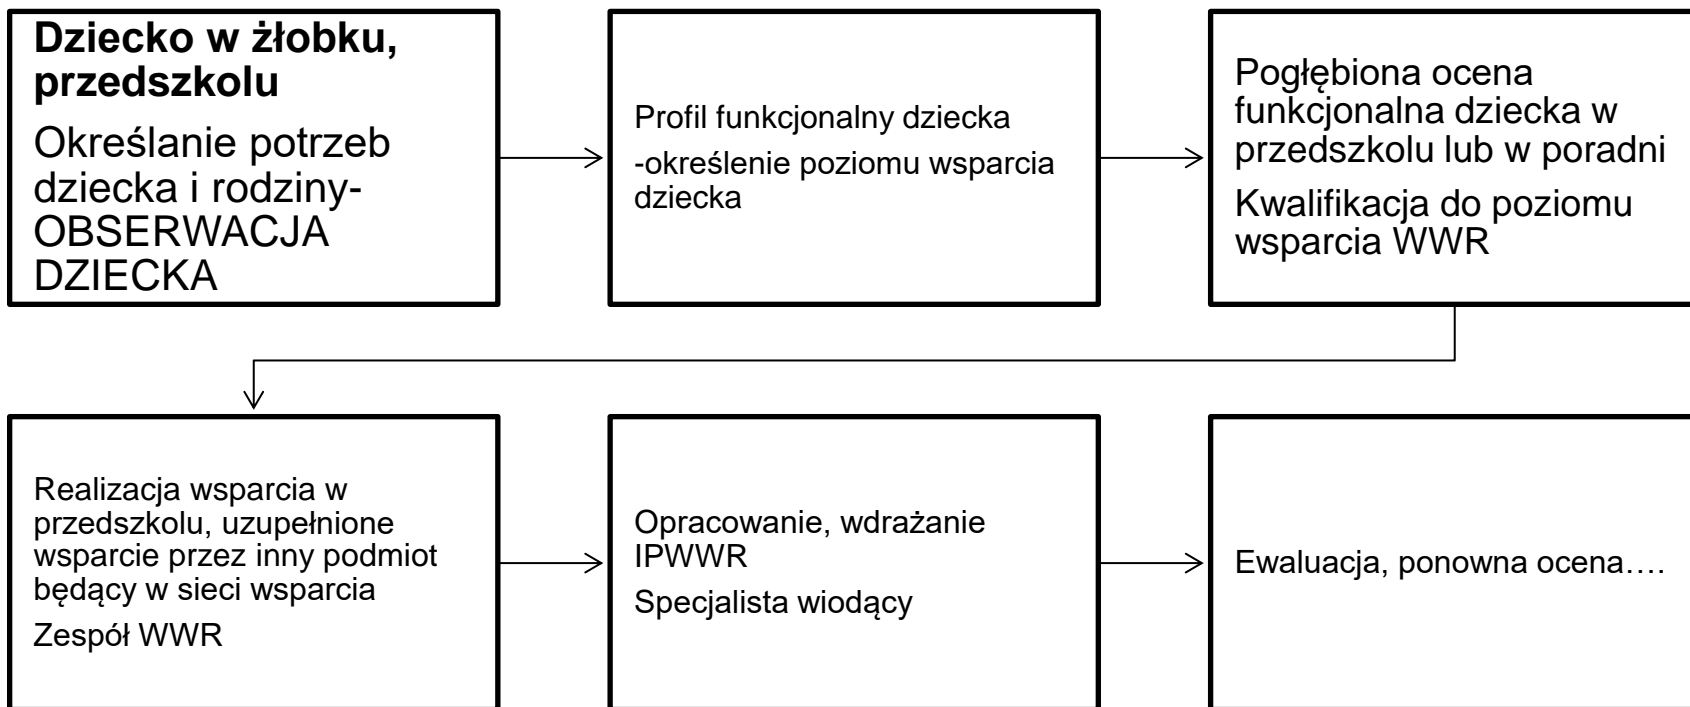 Dziecko w żłobku,
przedszkolu
Określanie potrzeb
dziecka i rodziny-
OBSERWACJA
DZIECKA
Profil funkcjonalny dziecka
-określenie poziomu wsparcia
dziecka
Pogłębiona ocena
funkcjonalna dziecka w
przedszkolu lub w poradni
Kwalifikacja do poziomu
wsparcia WWR
Realizacja wsparcia w
przedszkolu, uzupełnione
wsparcie przez inny podmiot
będący w sieci wsparcia
Zespół WWR
Opracowanie, wdrażanie
IPWWR
Specjalista wiodący
Ewaluacja, ponowna ocena….